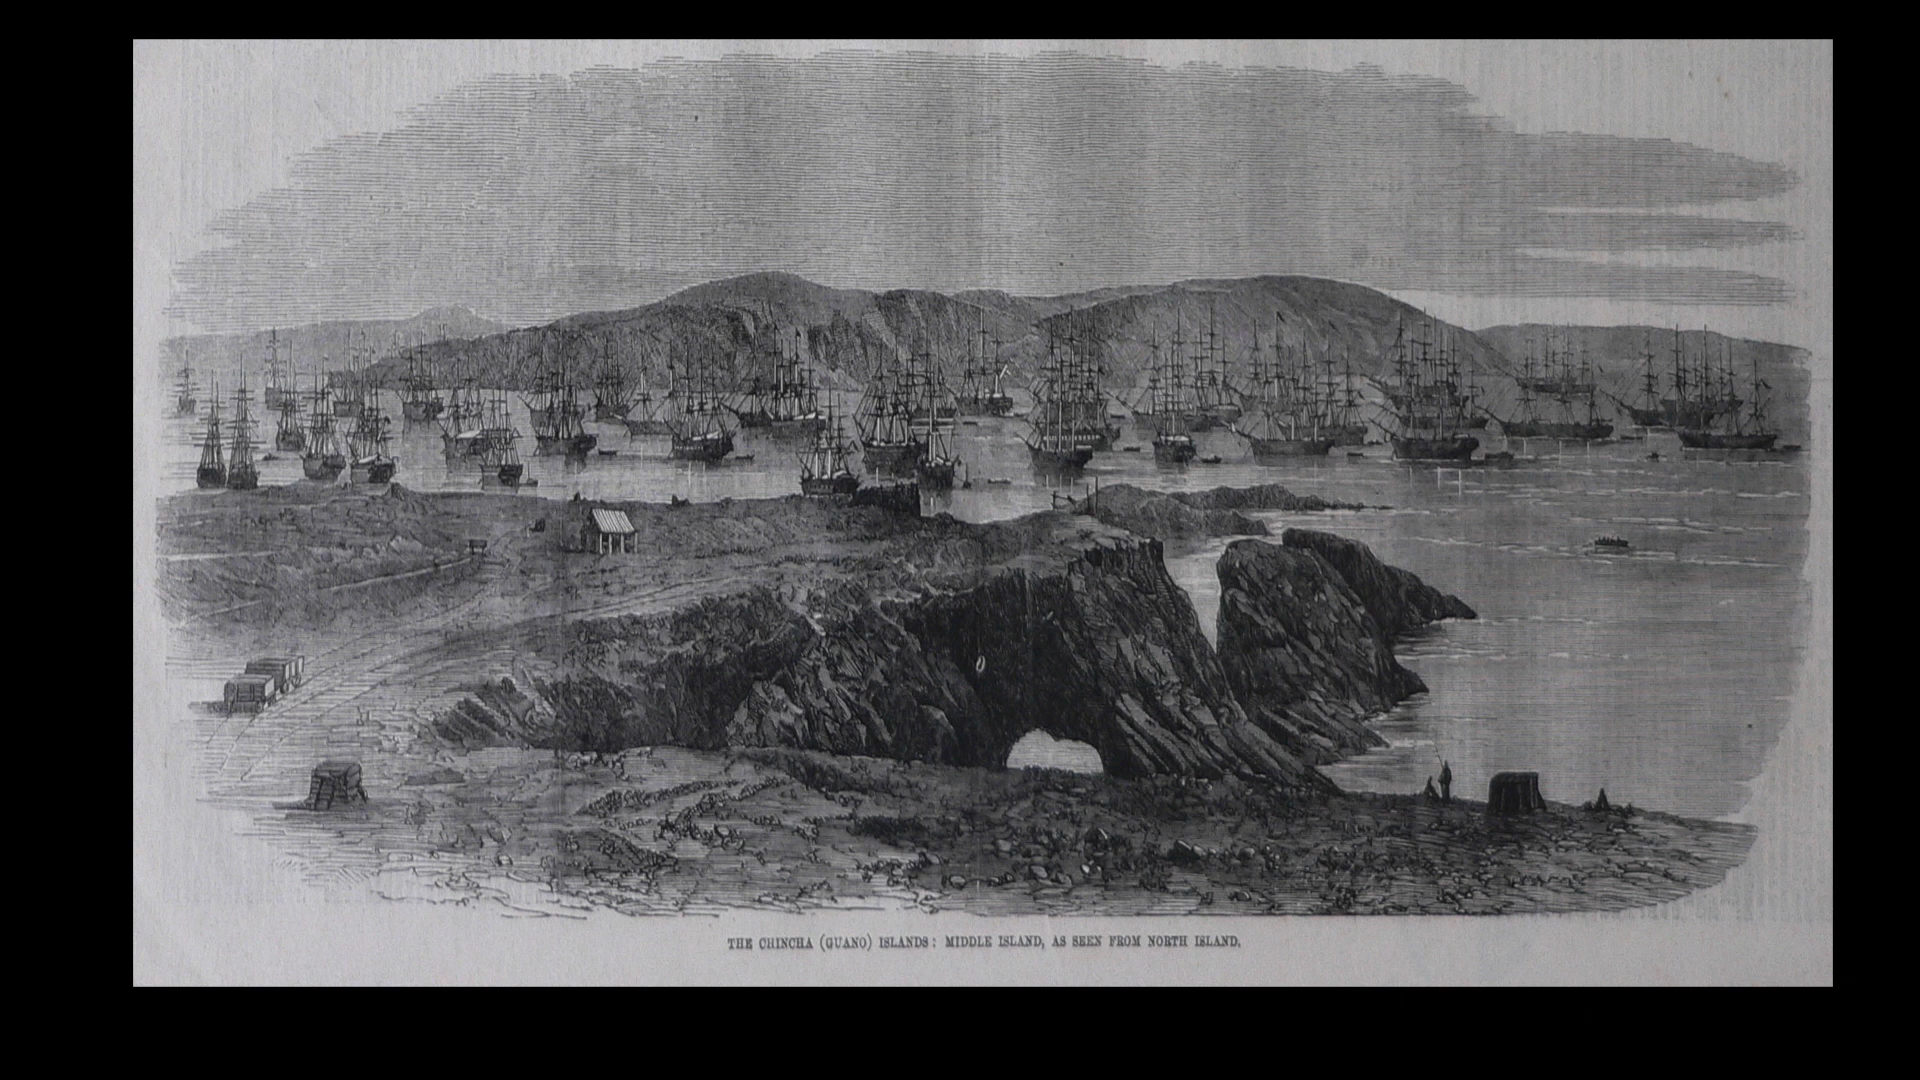 THE CHINCHA (GUANO) ISLANDS: MIDDLE ISLAND, AS SEEN FROM NORTH ISLAND.